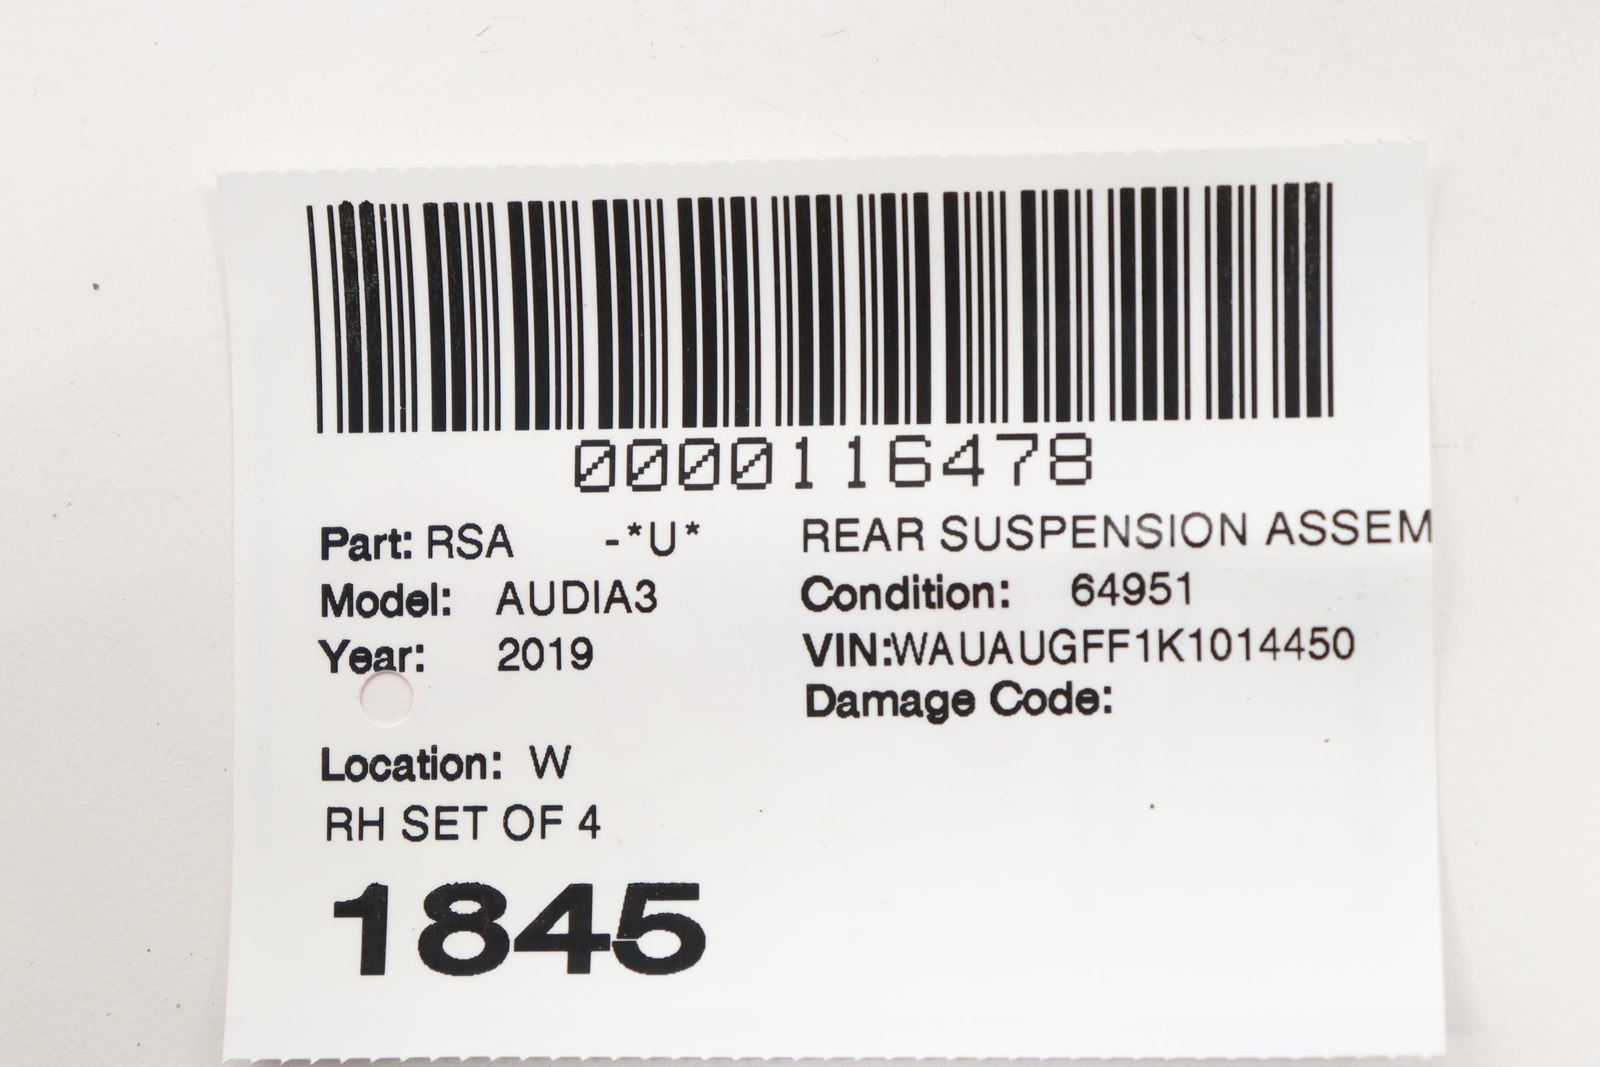 0000116478
Part: RSA -*U* REAR SUSPENSION ASSEM
Model: AUDIA3 Condition: 64951
Year: 2019 VIN:WAUAUGFF1K1014450
Damage Code:
Location: W
RH SET OF 4
1845